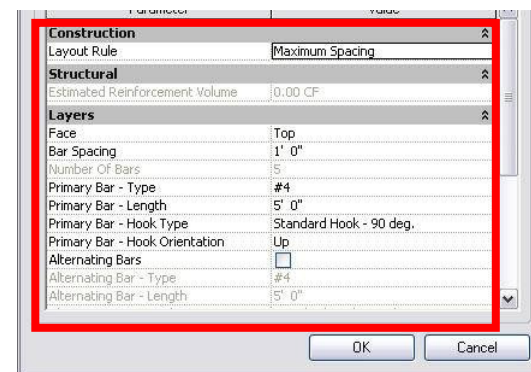 Parameter Value
Construction
Layout Rule Maximum Spacing
Structural
Estimated Reinforcement Volume 0.00 CF
Layers
Face Top
Bar Spacing 1' 0"
Number Of Bars 5
Primary Bar - Type #4
Primary Bar - Length 5' 0"
Primary Bar - Hook Type Standard Hook - 90 deg.
Primary Bar - Hook Orientation Up
Alternating Bars
Alternating Bar - Type #4
Alternating Bar - Length 5' 0"
OK Cancel